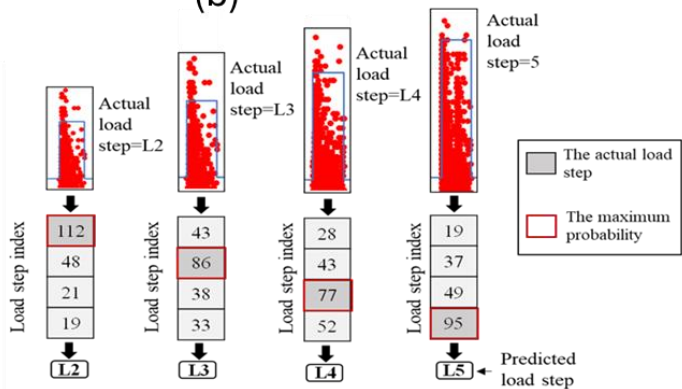 (b)
Actual
load
step=L2
Actual
load
step=L3
Actual
load
step=L4
Actual
load
step=5
The actual load
step
The maximum
probability
Load step index
112
48
21
19
Load step index
43
86
38
33
Load step index
28
43
77
52
Load step index
19
37
49
95
L2
L3
L4
L5
Predicted
load step